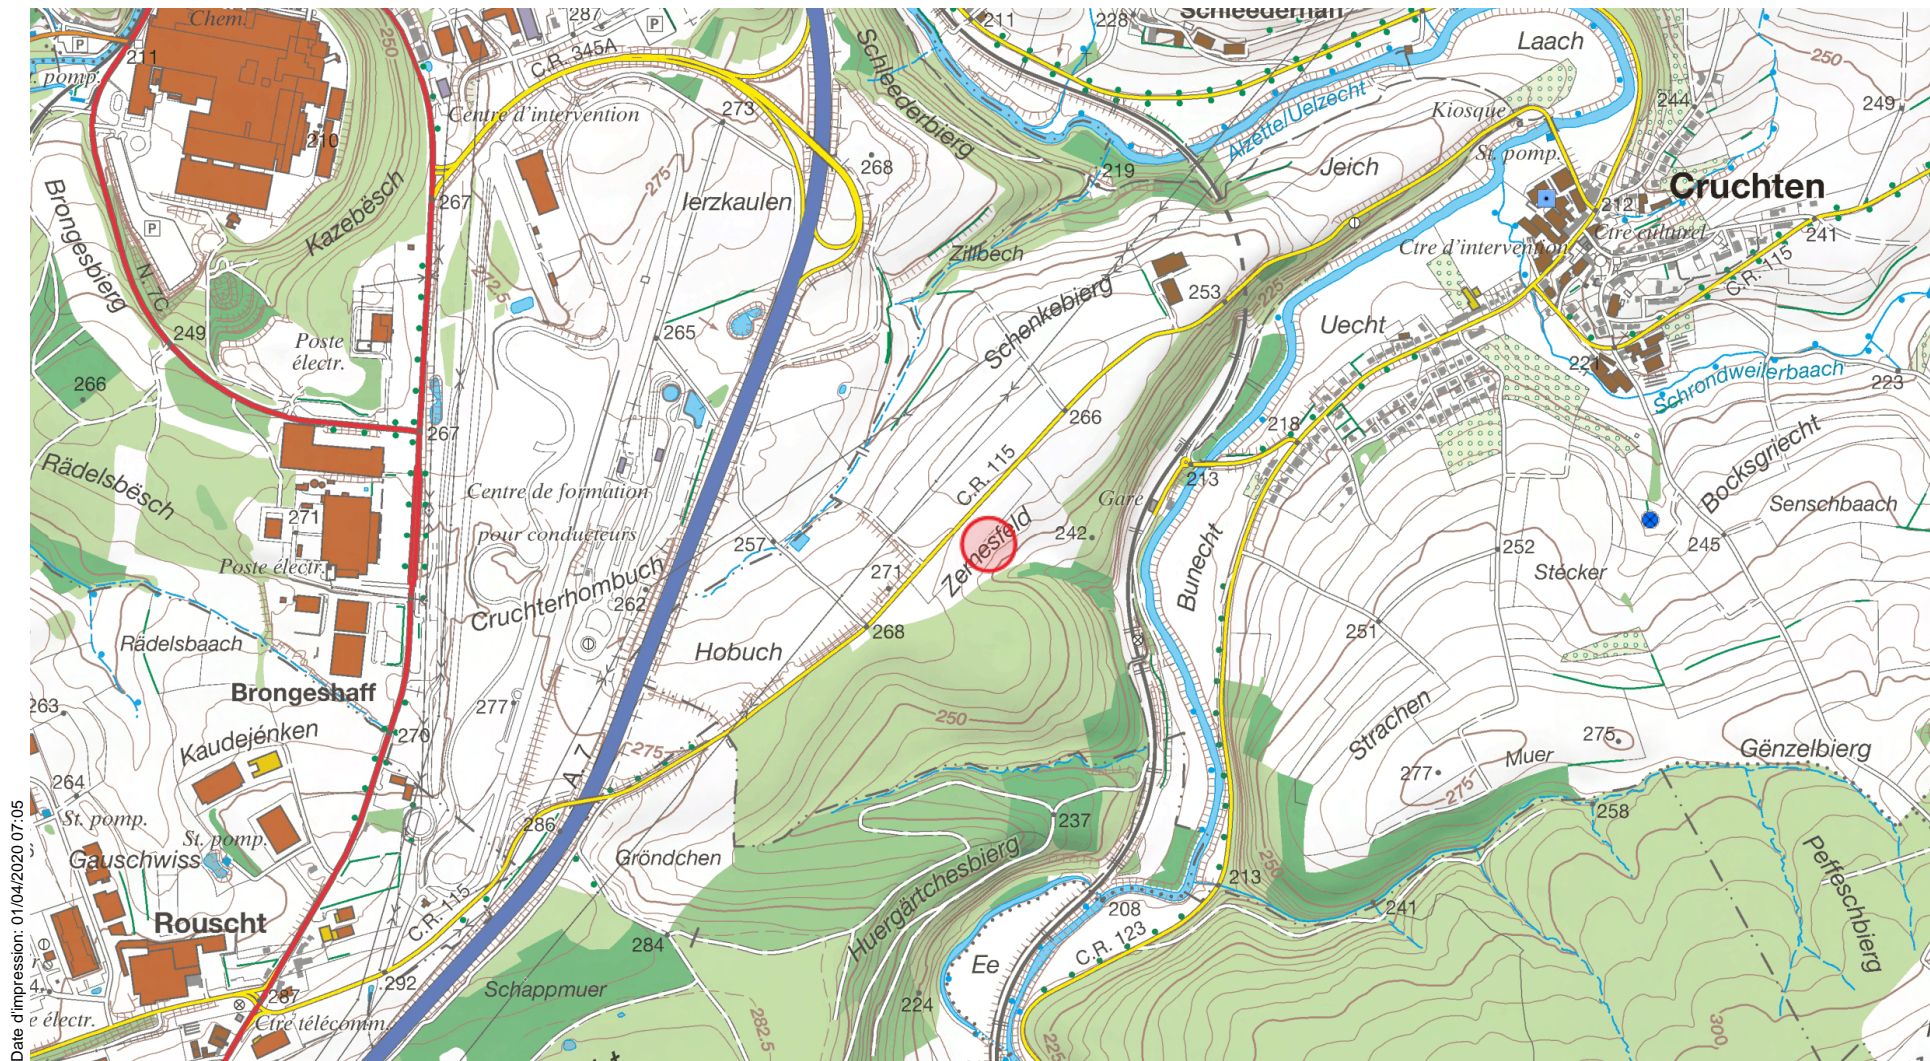 Chem.
287
P
211
228
Schleederhaff
Laach
250
P
211
250
C.R. 345A
Schleederbierg
. pomp.
Centre d'intervention
273
Alzette/Uelzecht
Kiosque
244
249
210
268
219
Jeich
St. pomp.
Cruchten
275
Brongesbierg
Kazebësch
267
Ierzkaulen
212
P
Zillbech
Ctre d'intervention
Ctre culturel
241
N. 7C
272.5
Schenkebierg
253
225
C.R. 115
249
Poste
électr.
265
Uecht
221
266
Schrondweilerbaach
223
267
266
218
Rädelsbësch
C.R. 115
213
Bocksgriecht
Centre de formation
pour conducteurs
Gare
Senschbaach
271
257
242
252
245
Poste électr.
Zernesfeld
271
Bunecht
Stécker
Cruchterhombuch
262
251
Rädelsbaach
268
Hobuch
Brongeshaff
263
277
250
Strachen
275
Kaudejénken
270
275
Muer
Gënzelbierg
277
275
A. 7
264
St. pomp.
St. pomp.
286
237
258
Gauschwiss
Gröndchen
Huergärtchesbierg
250
Peffeschbierg
213
Rouscht
C.R. 115
208
241
284
C.R. 123
Ee
292
Schappmuer
224
287
e électr.
Ctre télécomm.
282.5
225
300
Date d'impression: 01/04/2020 07:05